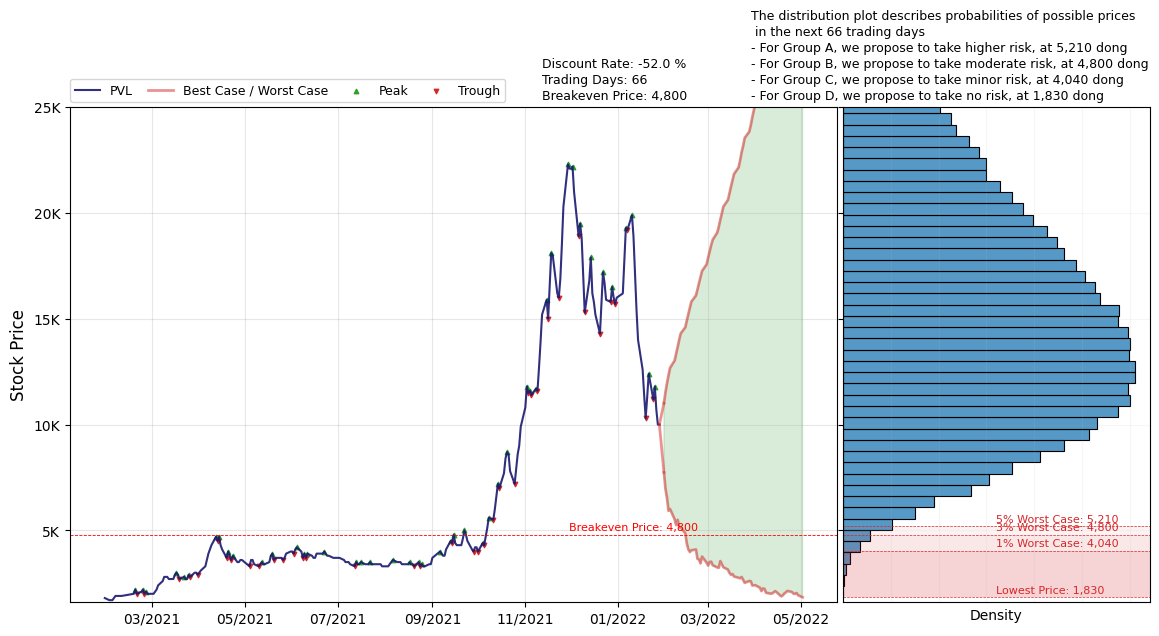 The distribution plot describes probabilities of possible prices
in the next 66 trading days
- For Group A, we propose to take higher risk, at 5,210 dong
- For Group B, we propose to take moderate risk, at 4,800 dong
- For Group C, we propose to take minor risk, at 4,040 dong
- For Group D, we propose to take no risk, at 1,830 dong
Discount Rate: -52.0 %
Trading Days: 66
Breakeven Price: 4,800
PVL
Best Case / Worst Case
Peak
Trough
Stock Price
25K
20K
15K
10K
5K
Breakeven Price: 4,800
03/2021
05/2021
07/2021
09/2021
11/2021
01/2022
03/2022
05/2022
5% Worst Case: 5,210
3% Worst Case: 4,800
1% Worst Case: 4,040
Lowest Price: 1,830
Density